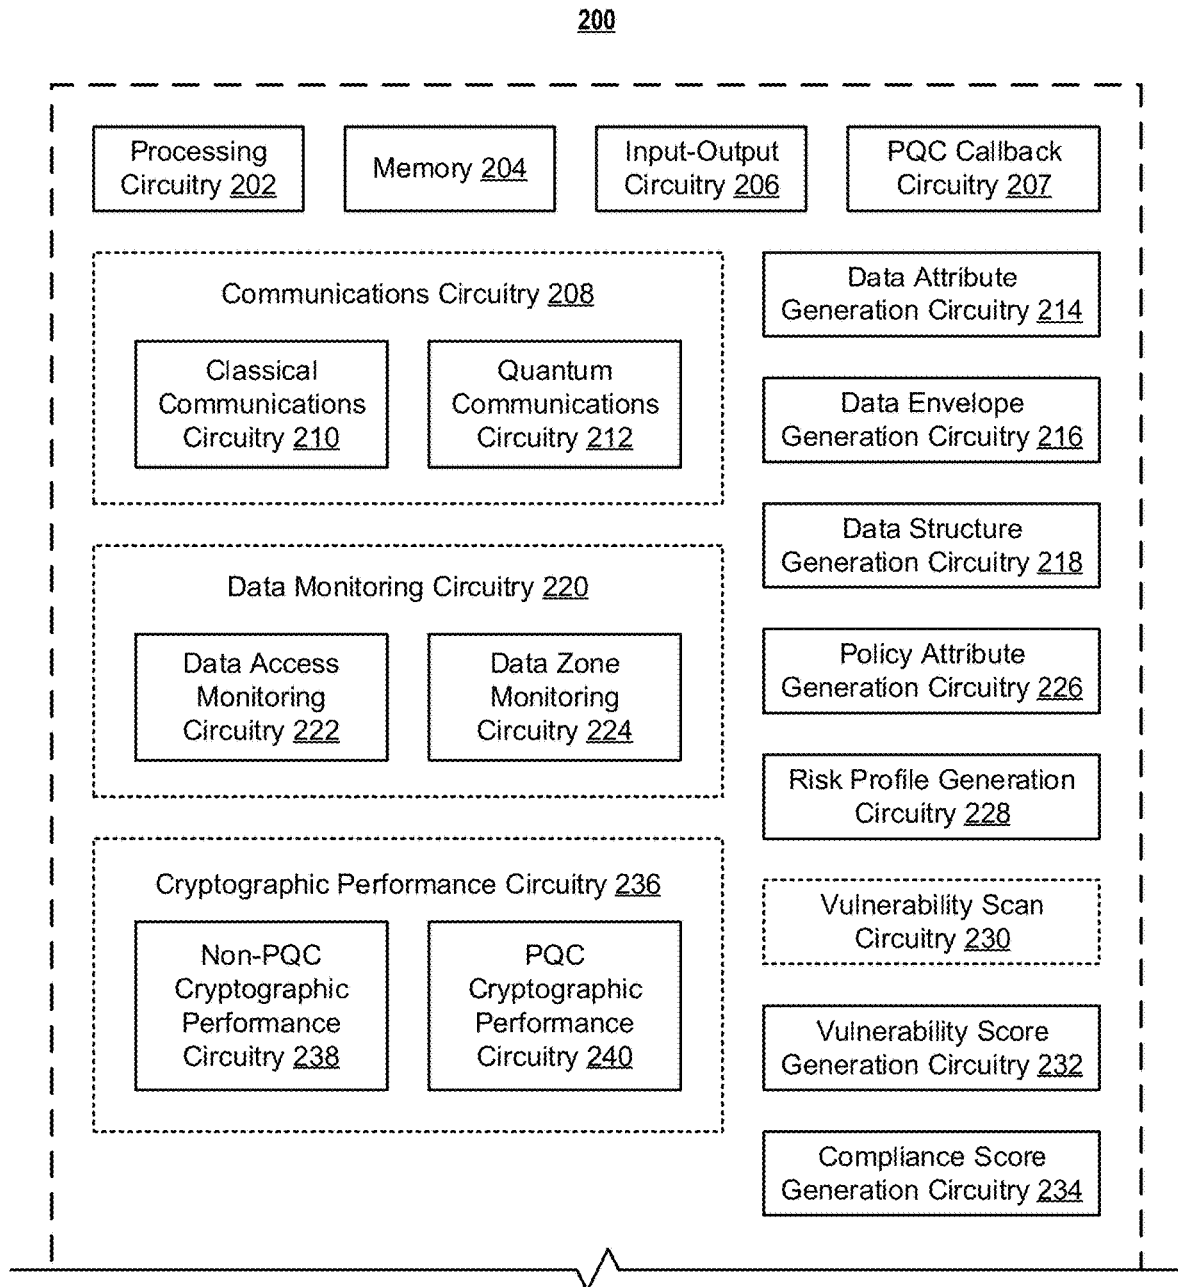 200
Processing
Circuitry 202
Memory 204
Input-Output
Circuitry 206
PQC Callback
Circuitry 207
Communications Circuitry 208
Classical
Communications
Circuitry 210
Quantum
Communications
Circuitry 212
Data Attribute
Generation Circuitry 214
Data Envelope
Generation Circuitry 216
Data Structure
Generation Circuitry 218
Data Monitoring Circuitry 220
Data Access
Monitoring
Circuitry 222
Data Zone
Monitoring
Circuitry 224
Policy Attribute
Generation Circuitry 226
Risk Profile Generation
Circuitry 228
Vulnerability Scan
Circuitry 230
Vulnerability Score
Generation Circuitry 232
Compliance Score
Generation Circuitry 234
Cryptographic Performance Circuitry 236
Non-PQC
Cryptographic
Performance
Circuitry 238
PQC
Cryptographic
Performance
Circuitry 240